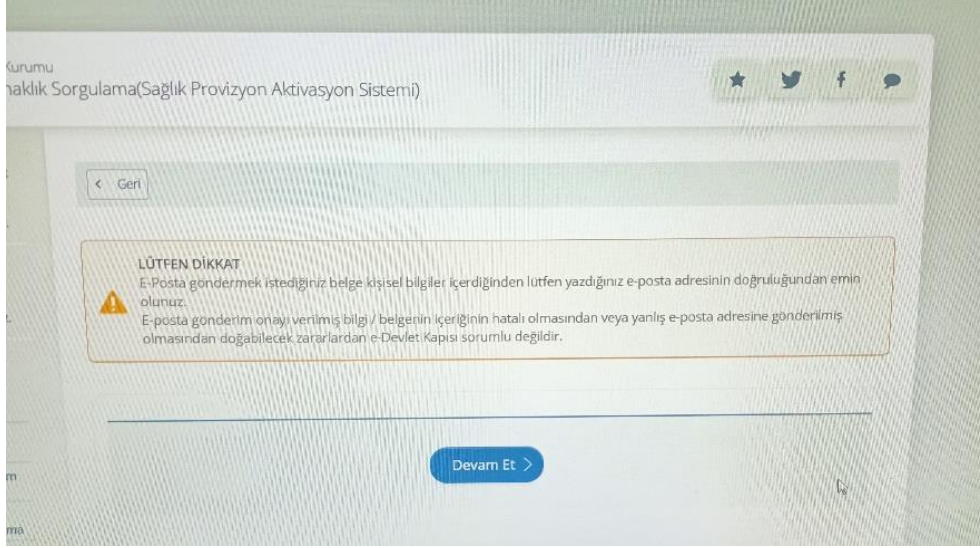 Kurumu
haklık Sorgulama(Sağlık Provizyon Aktivasyon Sistemi)
Geri
LÜTFEN DİKKAT
E-Posta göndermek istediğiniz belge kişisel bilgiler içerdiğinden lütfen yazdığınız e-posta adresinin doğruluğundan emin
olunuz.
E-posta gönderim onayı verilmiş bilgi / belgenin içeriğinin hatalı olmasından veya yanlış e-posta adresine gönderilmiş
olmasından doğabilecek zararlardan e-Devlet Kapısı sorumlu değildir.
Devam Et
m
ma